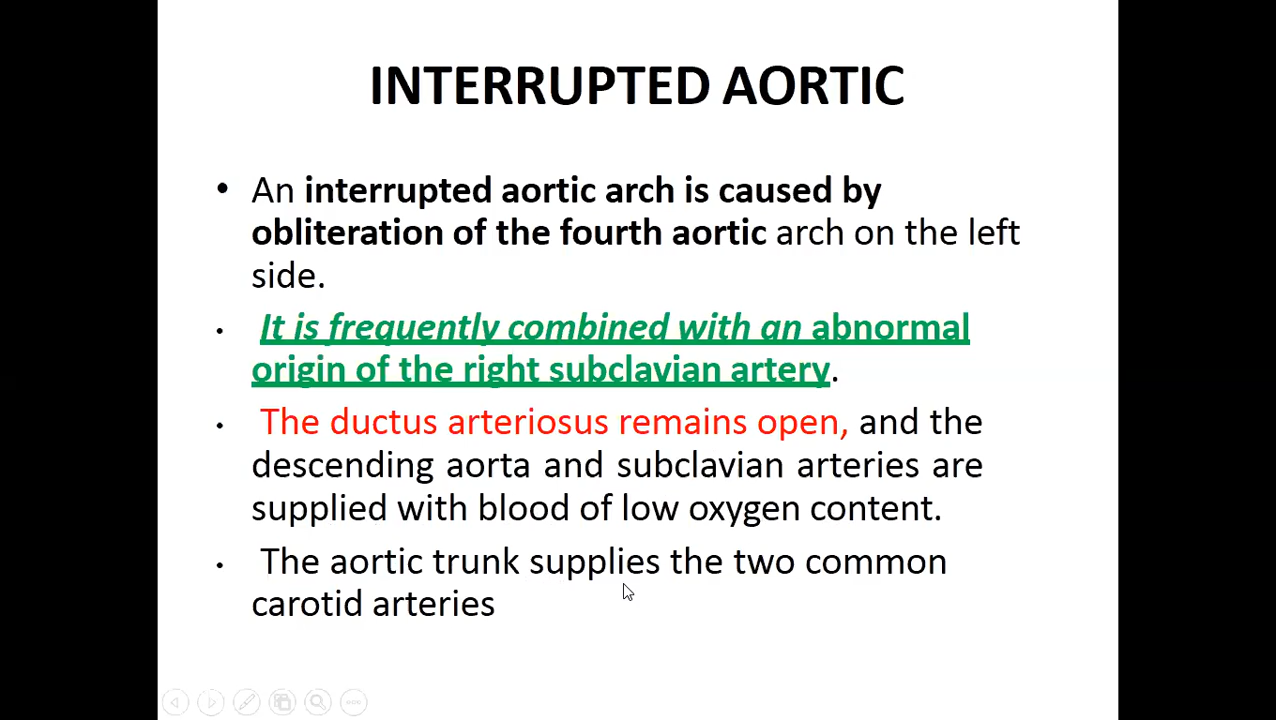 INTERRUPTED AORTIC
• An interrupted aortic arch is caused by
obliteration of the fourth aortic arch on the left
side.
• It is frequently combined with an abnormal
origin of the right subclavian artery.
• The ductus arteriosus remains open, and the
descending aorta and subclavian arteries are
supplied with blood of low oxygen content.
• The aortic trunk supplies the two common
carotid arteries